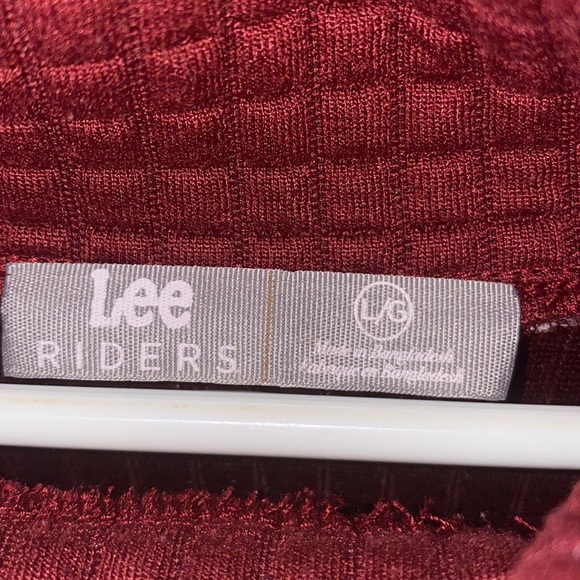 Lee
RIDERS
L/G
Made in Bangladesh
Fabriqué au Bangladesh